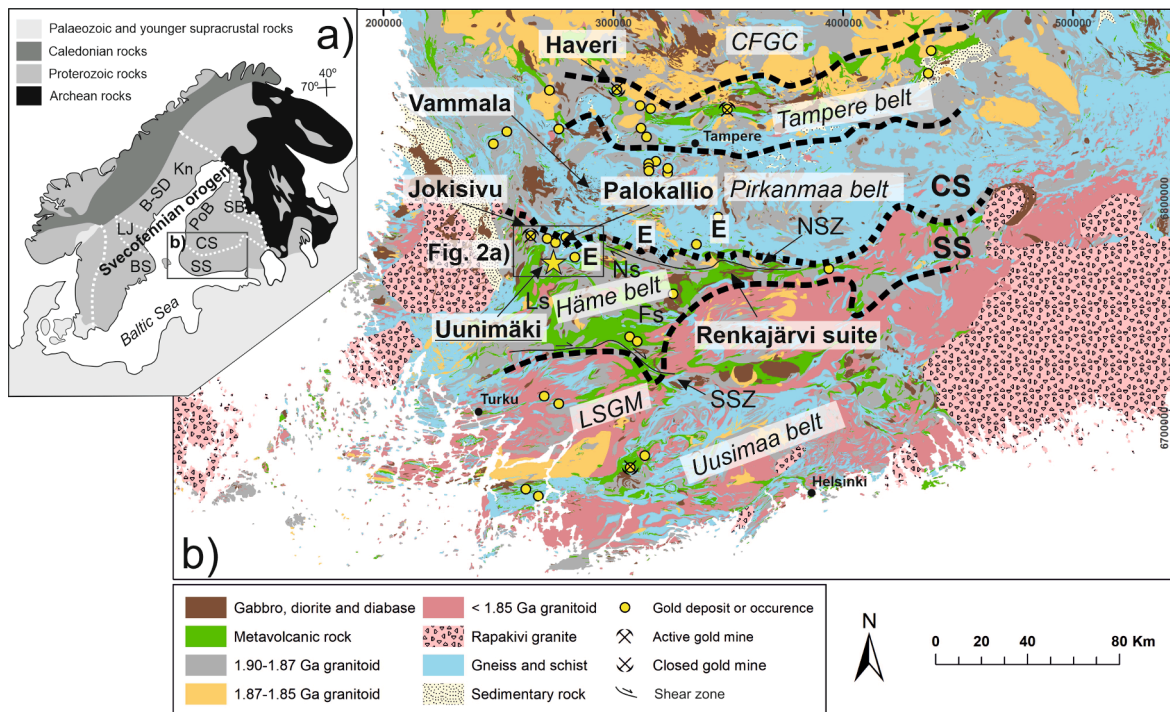 Palaeozoic and younger supracrustal rocks
Caledonian rocks
Proterozoic rocks
Archean rocks
a)
40º
70º
Kn
B-SD
Svecofennian orogen
LJ
PoB
SB
b)
CS
BS
SS
Baltic Sea
200000
300000
400000
500000
Haveri
CFGC
Vammala
Tampere belt
Tampere
Jokisivu
Palokallio
Pirkanmaa belt
CS
6800000
Fig. 2a)
E
E
E
NSZ
SS
Ns
Ls
Häme belt
Fs
Uunimäki
Renkajärvi suite
SSZ
Turku
LSGM
Uusimaa belt
6700000
Helsinki
b)
Gabbro, diorite and diabase
Metavolcanic rock
1.90-1.87 Ga granitoid
1.87-1.85 Ga granitoid
< 1.85 Ga granitoid
Rapakivi granite
Gneiss and schist
Sedimentary rock
Gold deposit or occurence
Active gold mine
Closed gold mine
Shear zone
N
0 20 40 80 Km